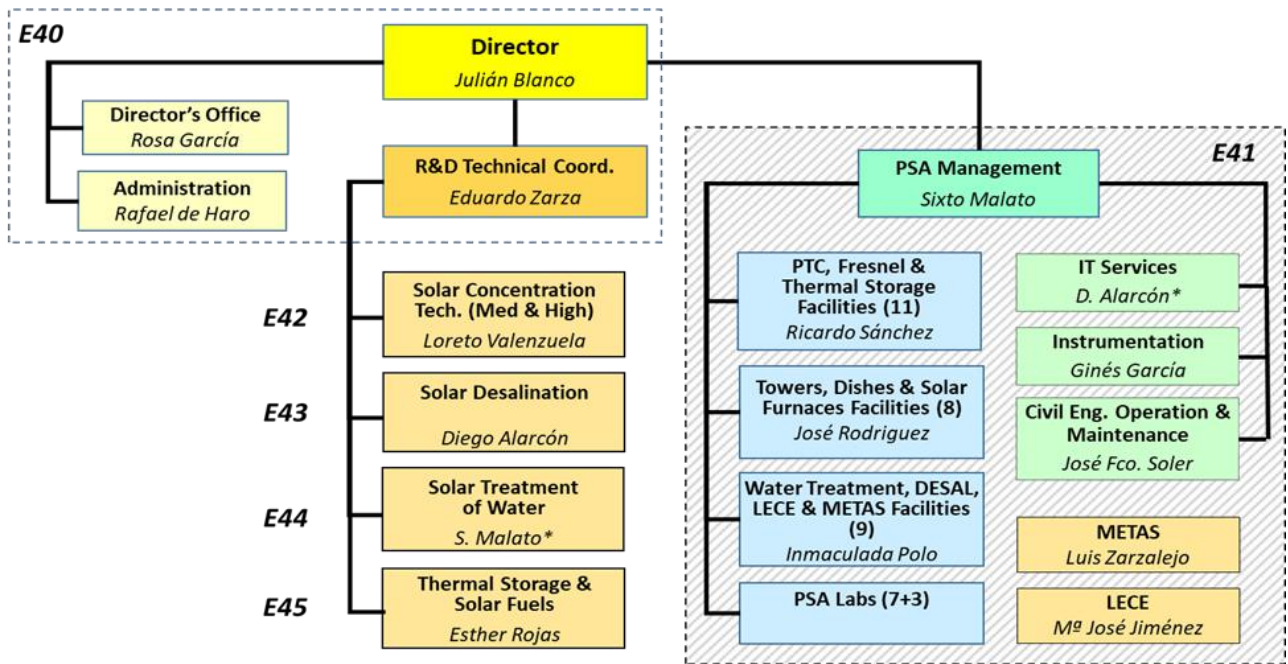 E40
Director
Julián Blanco
Director's Office
Rosa García
Administration
Rafael de Haro
R&D Technical Coord.
Eduardo Zarza
E42
Solar Concentration
Tech. (Med & High)
Loreto Valenzuela
E43
Solar Desalination
Diego Alarcón
E44
Solar Treatment
of Water
S. Malato*
E45
Thermal Storage &
Solar Fuels
Esther Rojas
E41
PSA Management
Sixto Malato
PTC, Fresnel &
Thermal Storage
Facilities (11)
Ricardo Sánchez
Towers, Dishes & Solar
Furnaces Facilities (8)
José Rodriguez
Water Treatment, DESAL,
LECE & METAS Facilities
(9)
Inmaculada Polo
PSA Labs (7+3)
IT Services
D. Alarcón*
Instrumentation
Ginés García
Civil Eng. Operation &
Maintenance
José Fco. Soler
METAS
Luis Zarzalejo
LECE
Mª José Jiménez